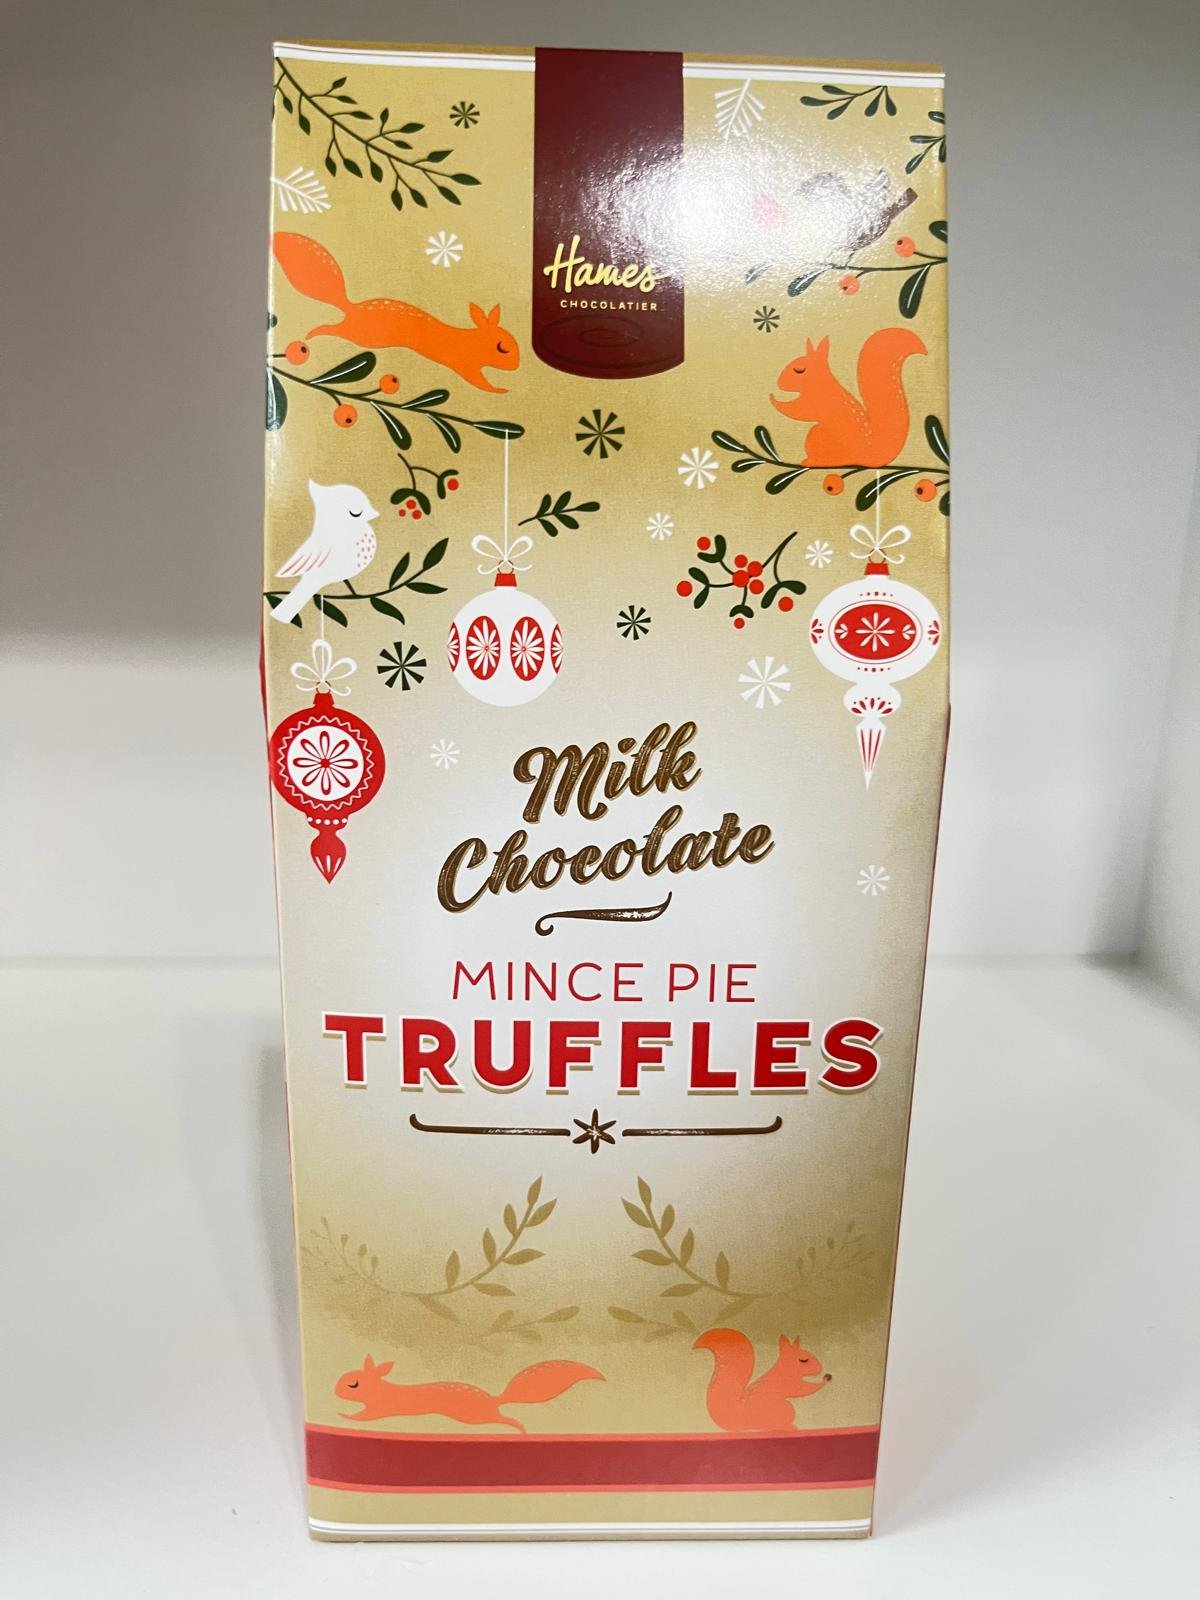 Hames
CHOCOLATIER
Milk
Chocolate
MINCE PIE
TRUFFLES